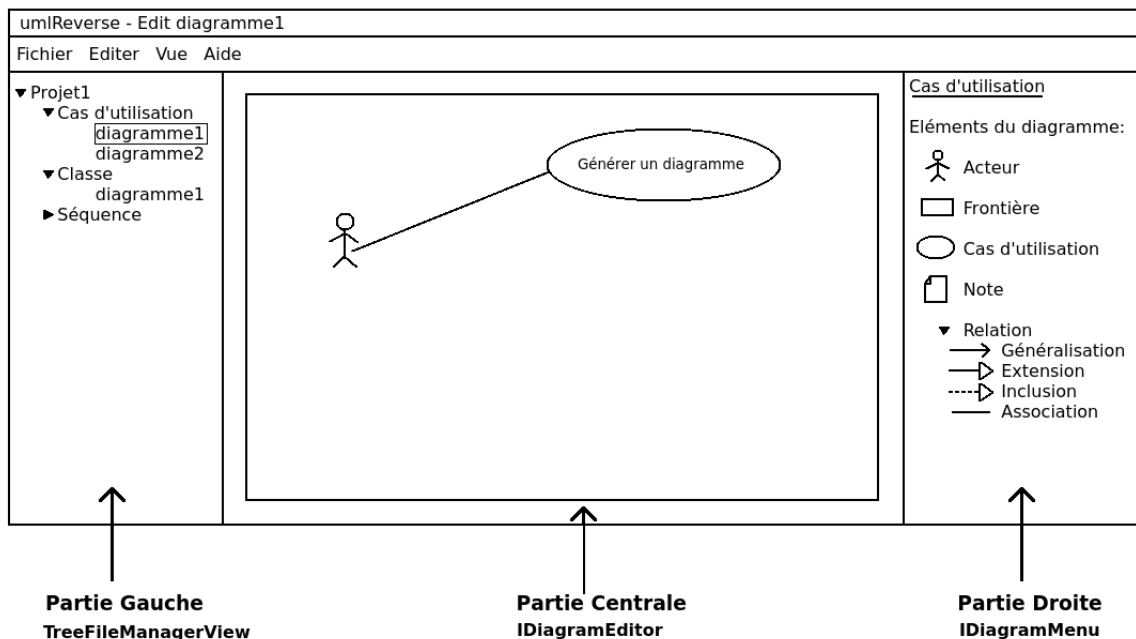 umlReverse - Edit diagramme1
Fichier Editer Vue Aide
Projet1
Cas d'utilisation
diagramme1
diagramme2
Classe
diagramme1
Séquence
Générer un diagramme
Cas d'utilisation
Eléments du diagramme:
Acteur
Frontière
Cas d'utilisation
Note
Relation
Généralisation
Extension
Inclusion
Association
Partie Gauche
TreeFileManagerView
Partie Centrale
IDiagramEditor
Partie Droite
IDiagramMenu